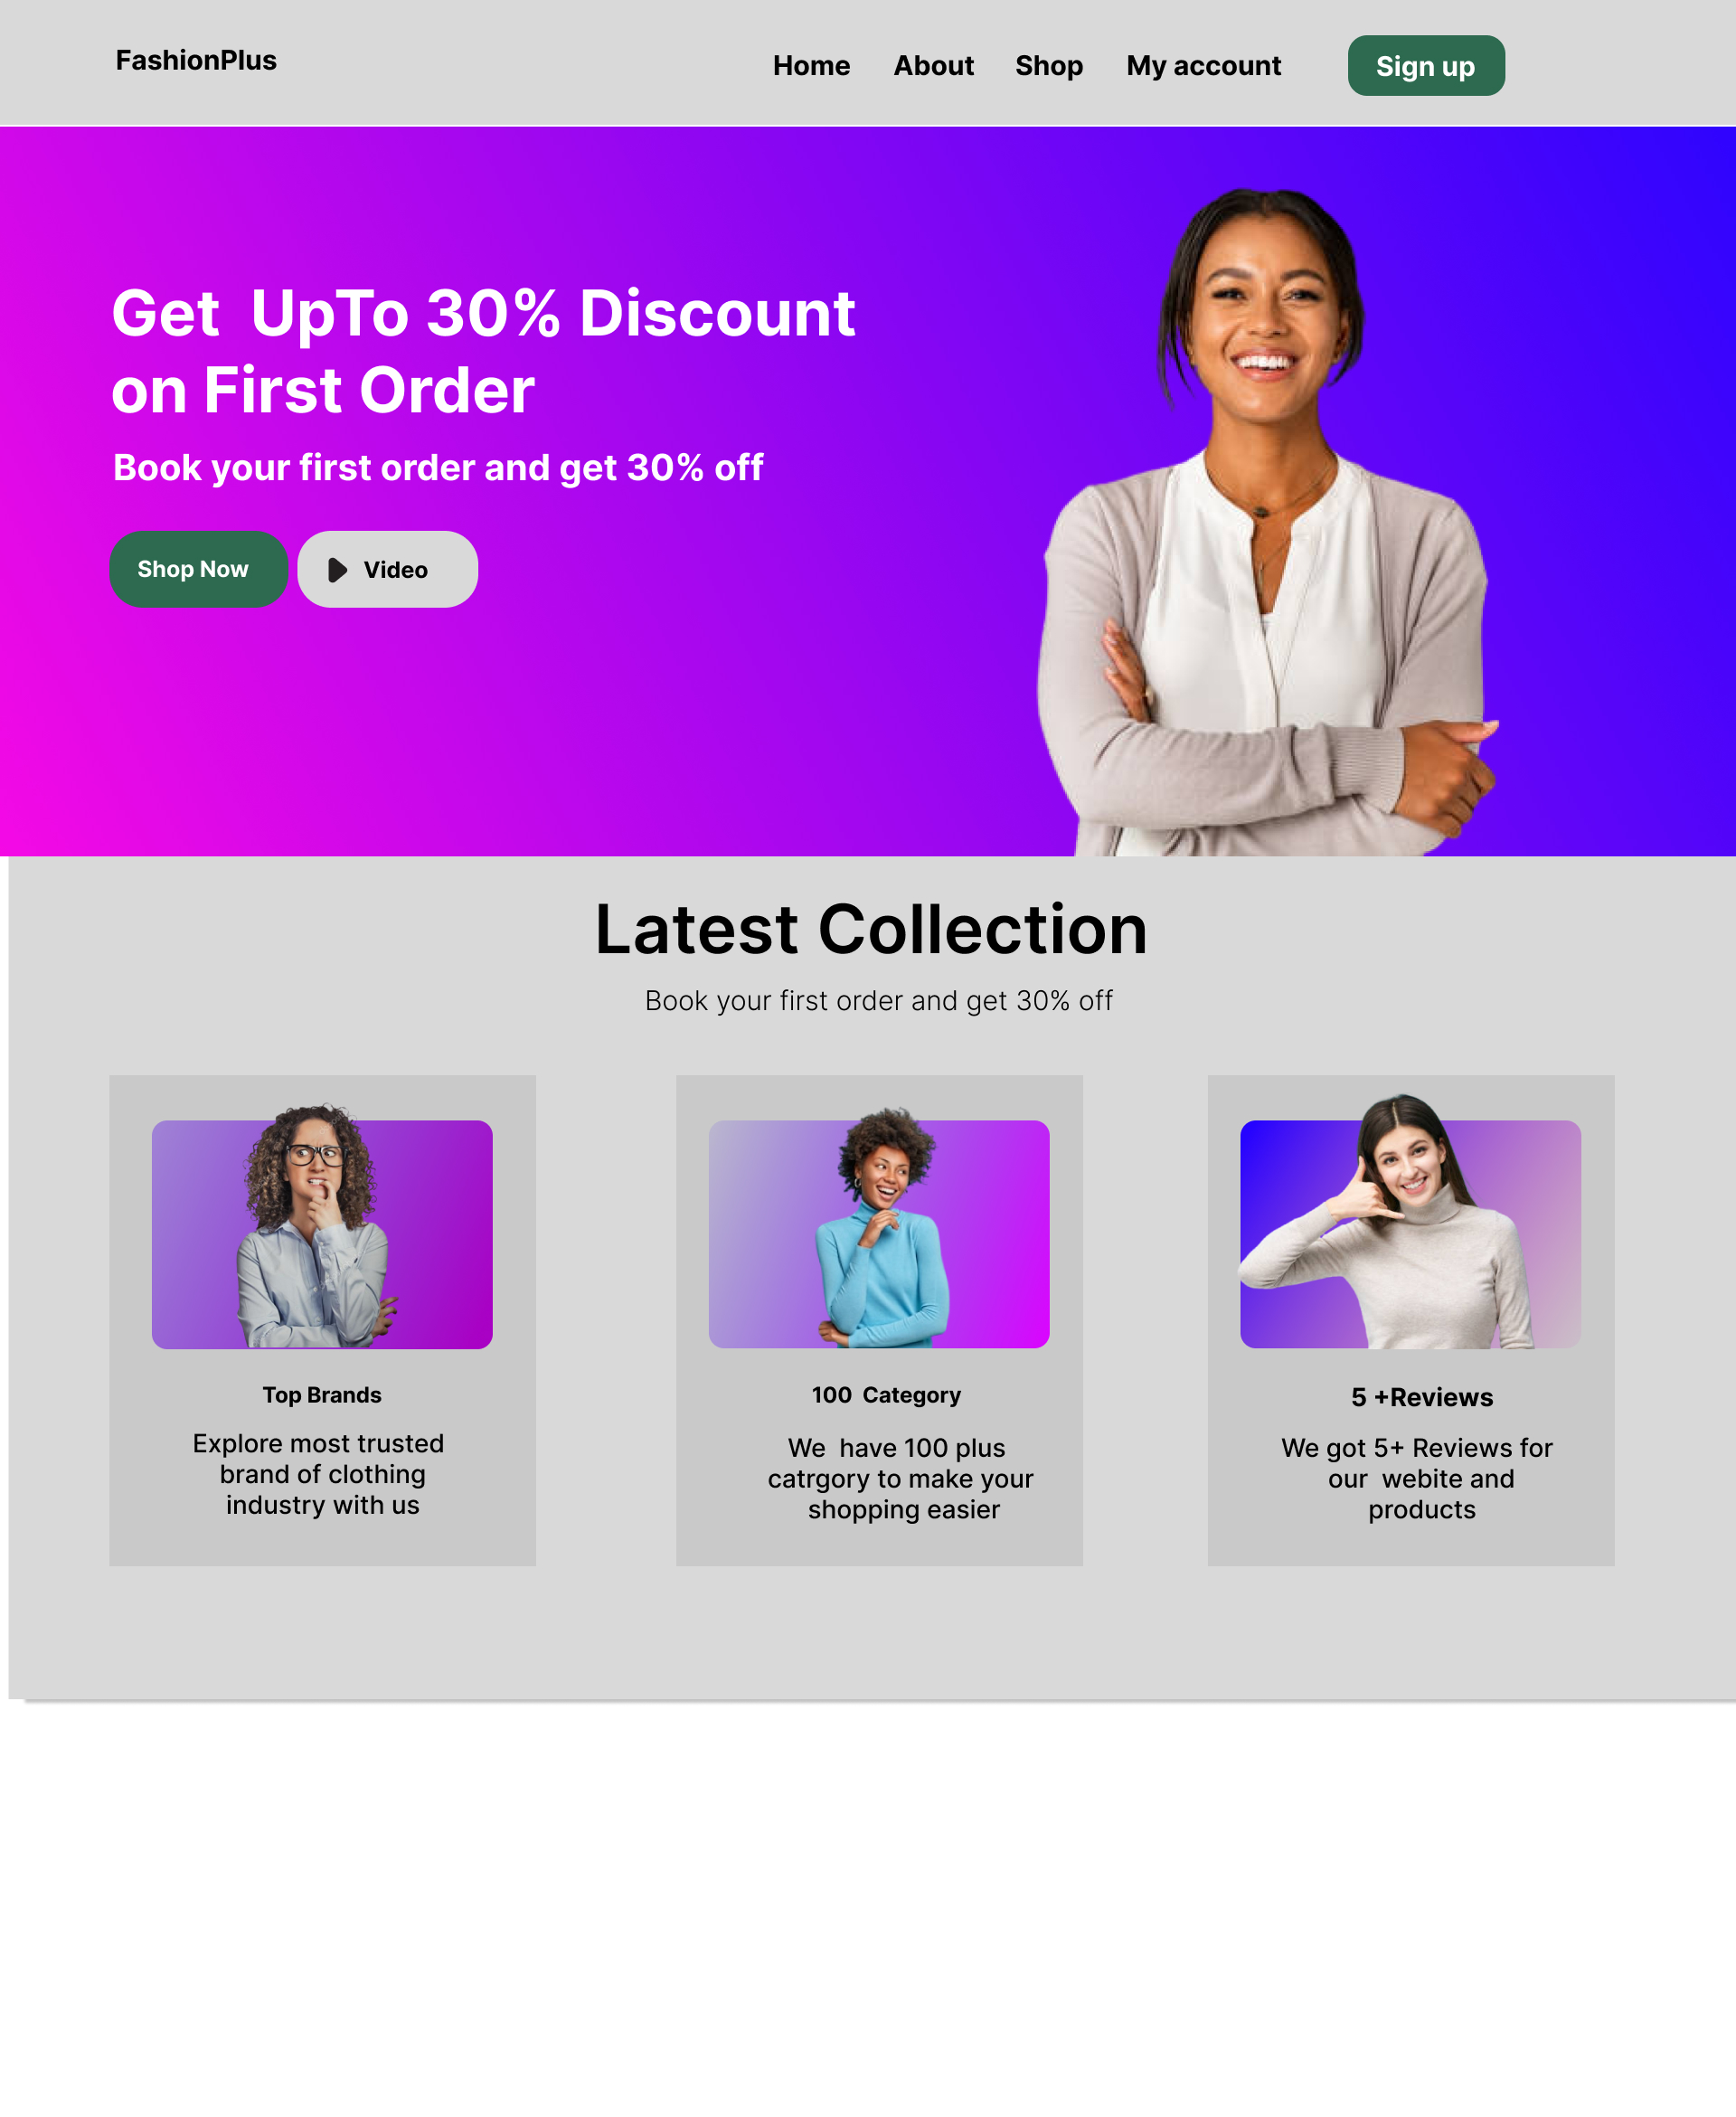 FashionPlus
Home About Shop My account Sign up
Get  UpTo 30% Discount
on First Order
Book your first order and get 30% off
Shop Now Video
Latest Collection
Book your first order and get 30% off
Top Brands
Explore most trusted
brand of clothing
industry with us
100  Category
We  have 100 plus
catrgory to make your
shopping easier
5 +Reviews
We got 5+ Reviews for
our  webite and
products